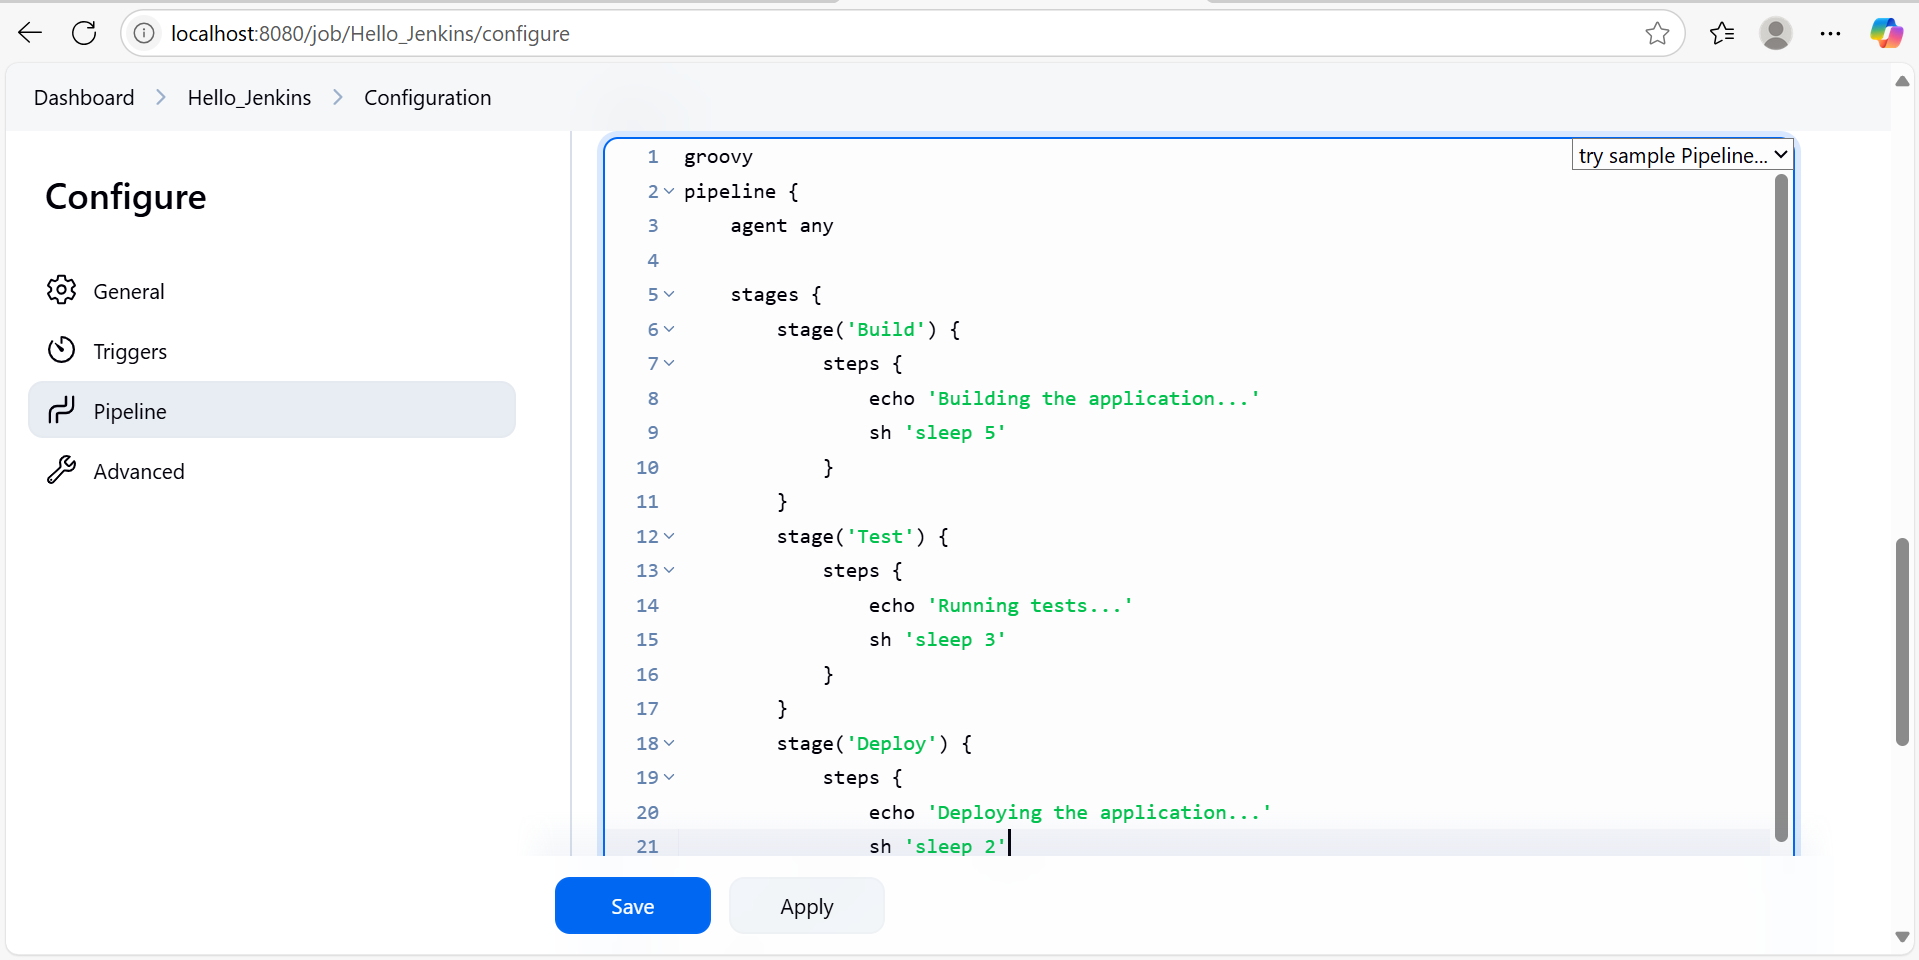 localhost:8080/job/Hello_Jenkins/configure
Dashboard > Hello_Jenkins > Configuration
Configure
General
Triggers
Pipeline
Advanced
try sample Pipeline...
1 groovy
2 pipeline {
3     agent any
4
5     stages {
6         stage('Build') {
7             steps {
8                 echo 'Building the application...'
9                 sh 'sleep 5'
10             }
11         }
12         stage('Test') {
13             steps {
14                 echo 'Running tests...'
15                 sh 'sleep 3'
16             }
17         }
18         stage('Deploy') {
19             steps {
20                 echo 'Deploying the application...'
21                 sh 'sleep 2'
Save
Apply